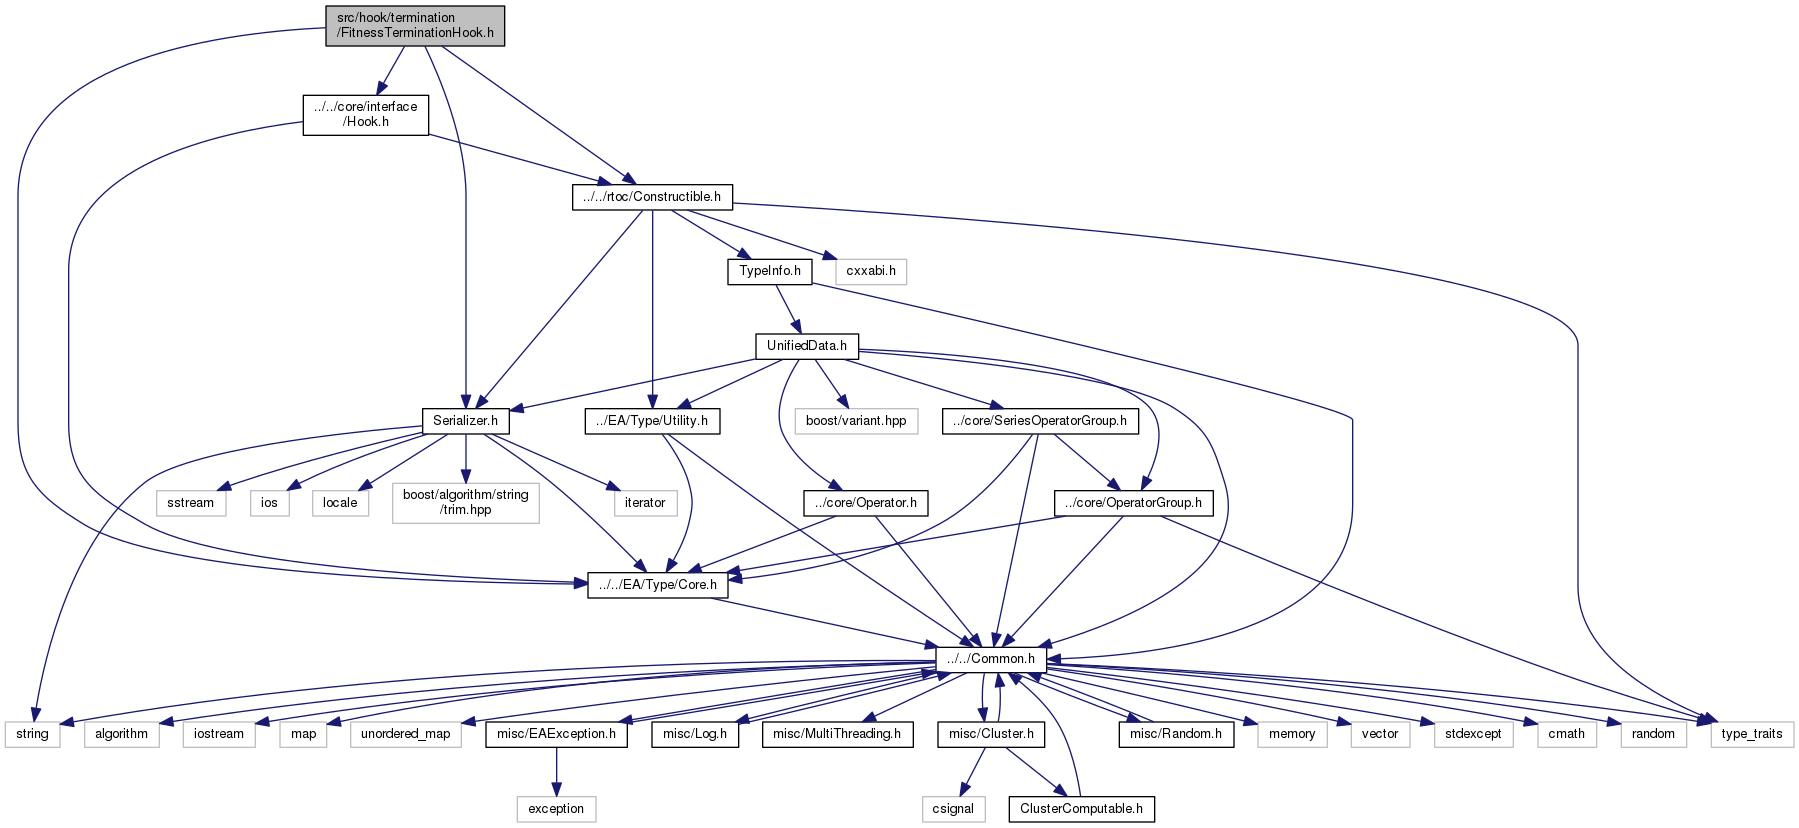 src/hook/termination
/FitnessTerminationHook.h
../../core/interface
/Hook.h
../../rtoc/Constructible.h
TypeInfo.h
cxxabi.h
UnifiedData.h
Serializer.h
../EA/Type/Utility.h
boost/variant.hpp
../core/SeriesOperatorGroup.h
sstream
ios
locale
boost/algorithm/string
/trim.hpp
iterator
../core/Operator.h
../core/OperatorGroup.h
../../EA/Type/Core.h
../../Common.h
string
algorithm
iostream
map
unordered_map
misc/EAException.h
misc/Log.h
misc/MultiThreading.h
misc/Cluster.h
misc/Random.h
memory
vector
stdexcept
cmath
random
type_traits
exception
csignal
ClusterComputable.h